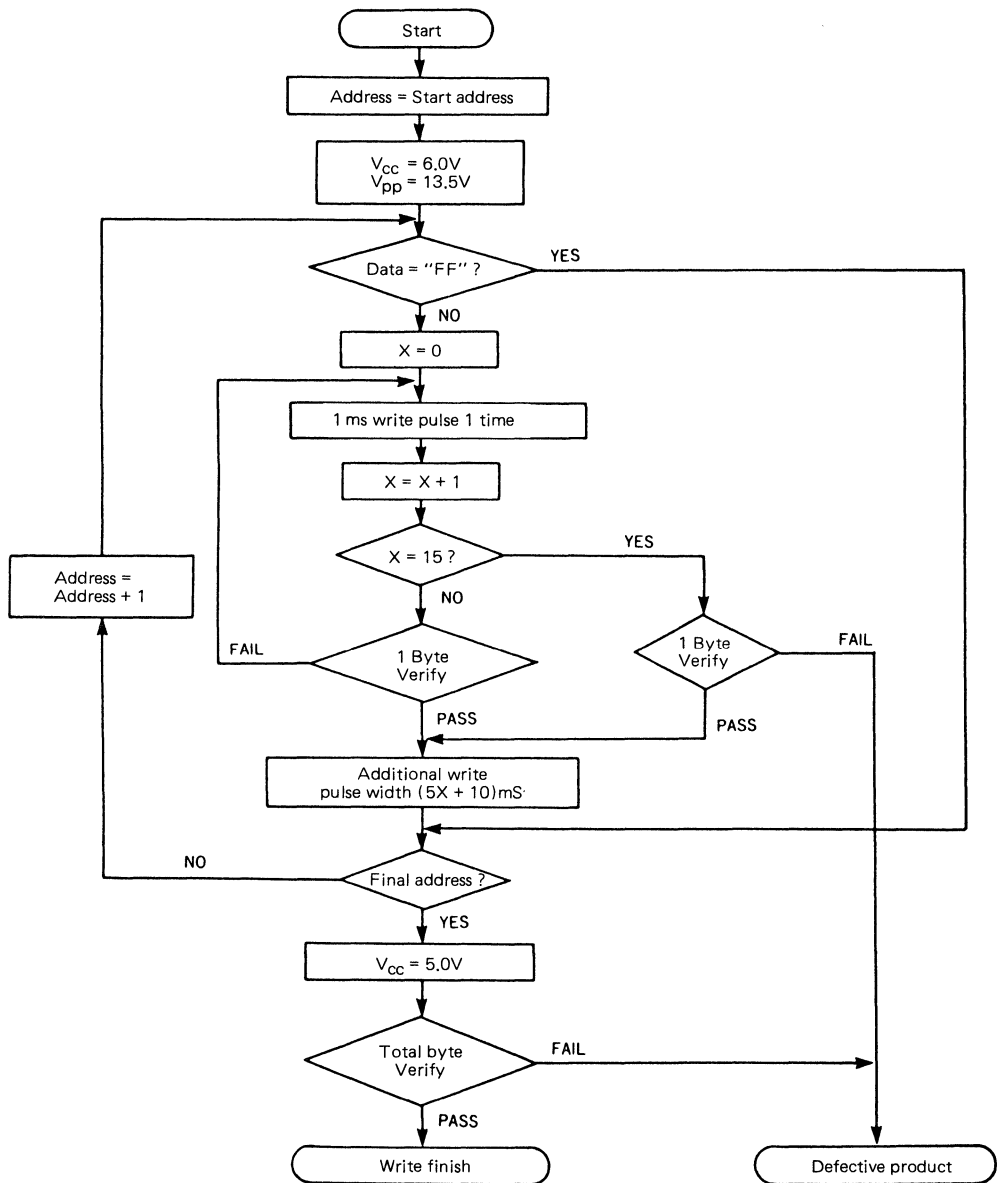 Start
Address = Start address
Vcc = 6.0V
Vpp = 13.5V
Data = "FF" ?
YES
NO
X = 0
1 ms write pulse 1 time
X = X + 1
X = 15 ?
YES
NO
Address =
Address + 1
FAIL
1 Byte
Verify
1 Byte
Verify
FAIL
PASS
PASS
Additional write
pulse width (5X + 10)mS
NO
Final address ?
YES
Vcc = 5.0V
Total byte
Verify
FAIL
PASS
Write finish
Defective product